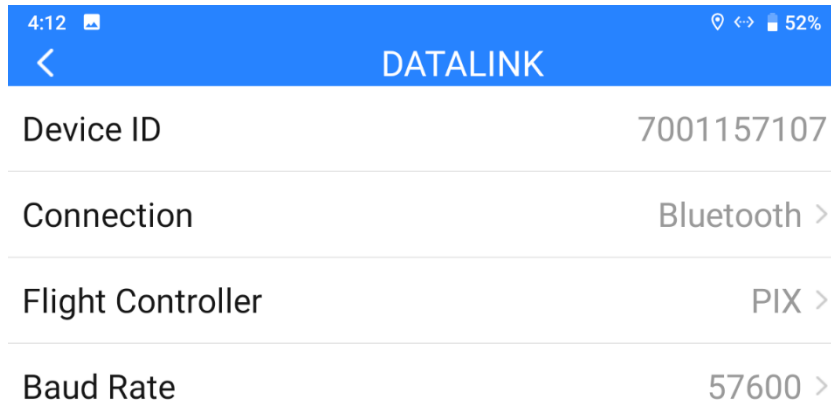 4:12 52%
DATALINK
Device ID 7001157107
Connection Bluetooth
Flight Controller PIX
Baud Rate 57600